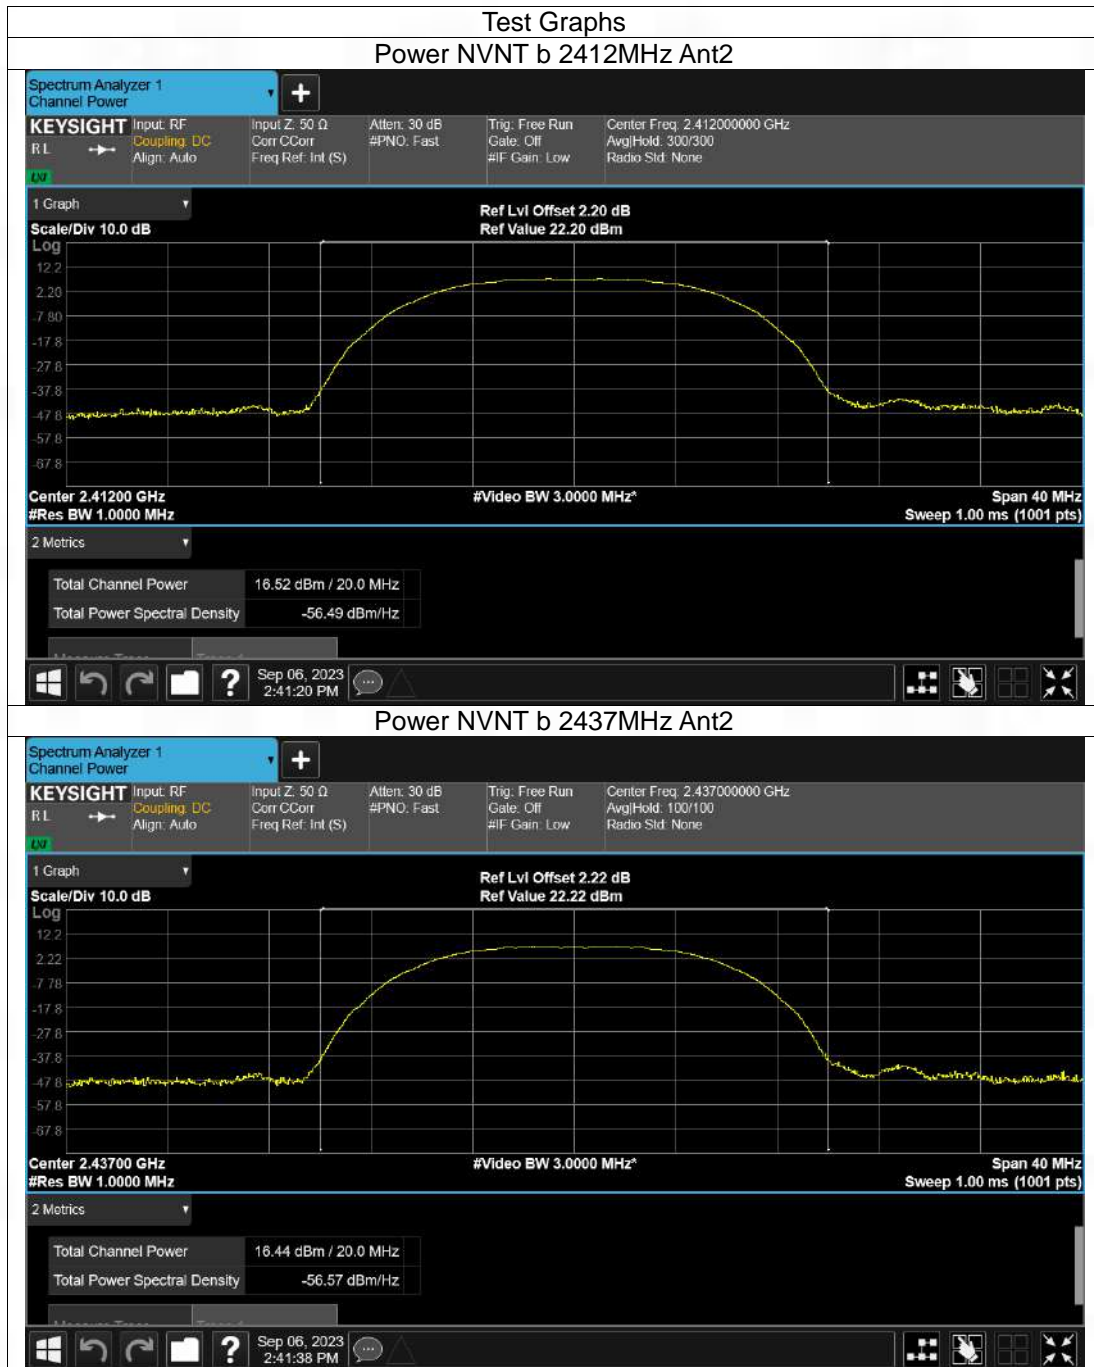 Test Graphs
Power NVNT b 2412MHz Ant2
Spectrum Analyzer 1
Channel Power
KEYSIGHT Input: RF Input Z: 50 Ω Atten: 30 dB Trig: Free Run Center Freq: 2.412000000 GHz
RL Coupling: DC Corr CCorr #PNO: Fast Gate: Off Avg|Hold: 300/300
Align: Auto Freq Ref: Int (S) #IF Gain: Low Radio Std: None
LXI
1 Graph
Ref Lvl Offset 2.20 dB
Scale/Div 10.0 dB Ref Value 22.20 dBm
Log
12.2
2.20
-7.80
-17.8
-27.8
-37.8
-47.8
-57.8
-67.8
Center 2.41200 GHz #Video BW 3.0000 MHz* Span 40 MHz
#Res BW 1.0000 MHz Sweep 1.00 ms (1001 pts)
2 Metrics
Total Channel Power 16.52 dBm / 20.0 MHz
Total Power Spectral Density -56.49 dBm/Hz
Sep 06, 2023
2:41:20 PM
Power NVNT b 2437MHz Ant2
Spectrum Analyzer 1
Channel Power
KEYSIGHT Input: RF Input Z: 50 Ω Atten: 30 dB Trig: Free Run Center Freq: 2.437000000 GHz
RL Coupling: DC Corr CCorr #PNO: Fast Gate: Off Avg|Hold: 100/100
Align: Auto Freq Ref: Int (S) #IF Gain: Low Radio Std: None
LXI
1 Graph
Ref Lvl Offset 2.22 dB
Scale/Div 10.0 dB Ref Value 22.22 dBm
Log
12.2
2.22
-7.78
-17.8
-27.8
-37.8
-47.8
-57.8
-67.8
Center 2.43700 GHz #Video BW 3.0000 MHz* Span 40 MHz
#Res BW 1.0000 MHz Sweep 1.00 ms (1001 pts)
2 Metrics
Total Channel Power 16.44 dBm / 20.0 MHz
Total Power Spectral Density -56.57 dBm/Hz
Sep 06, 2023
2:41:38 PM